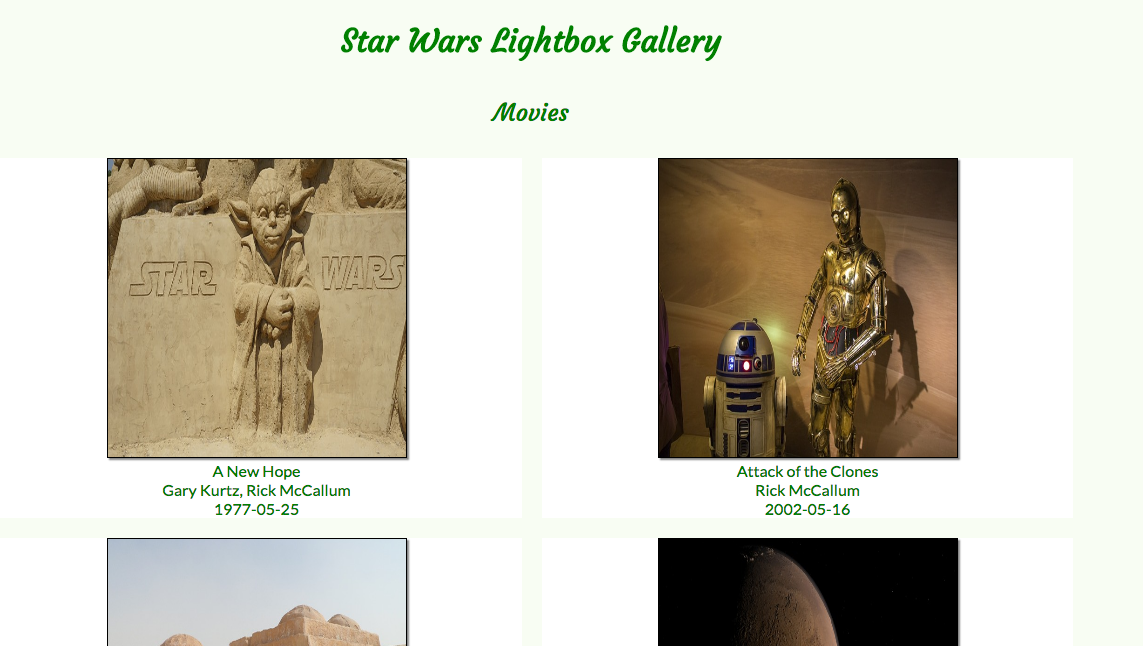 Star Wars Lightbox Gallery
Movies
STAR WARS
A New Hope
Gary Kurtz, Rick McCallum
1977-05-25
Attack of the Clones
Rick McCallum
2002-05-16